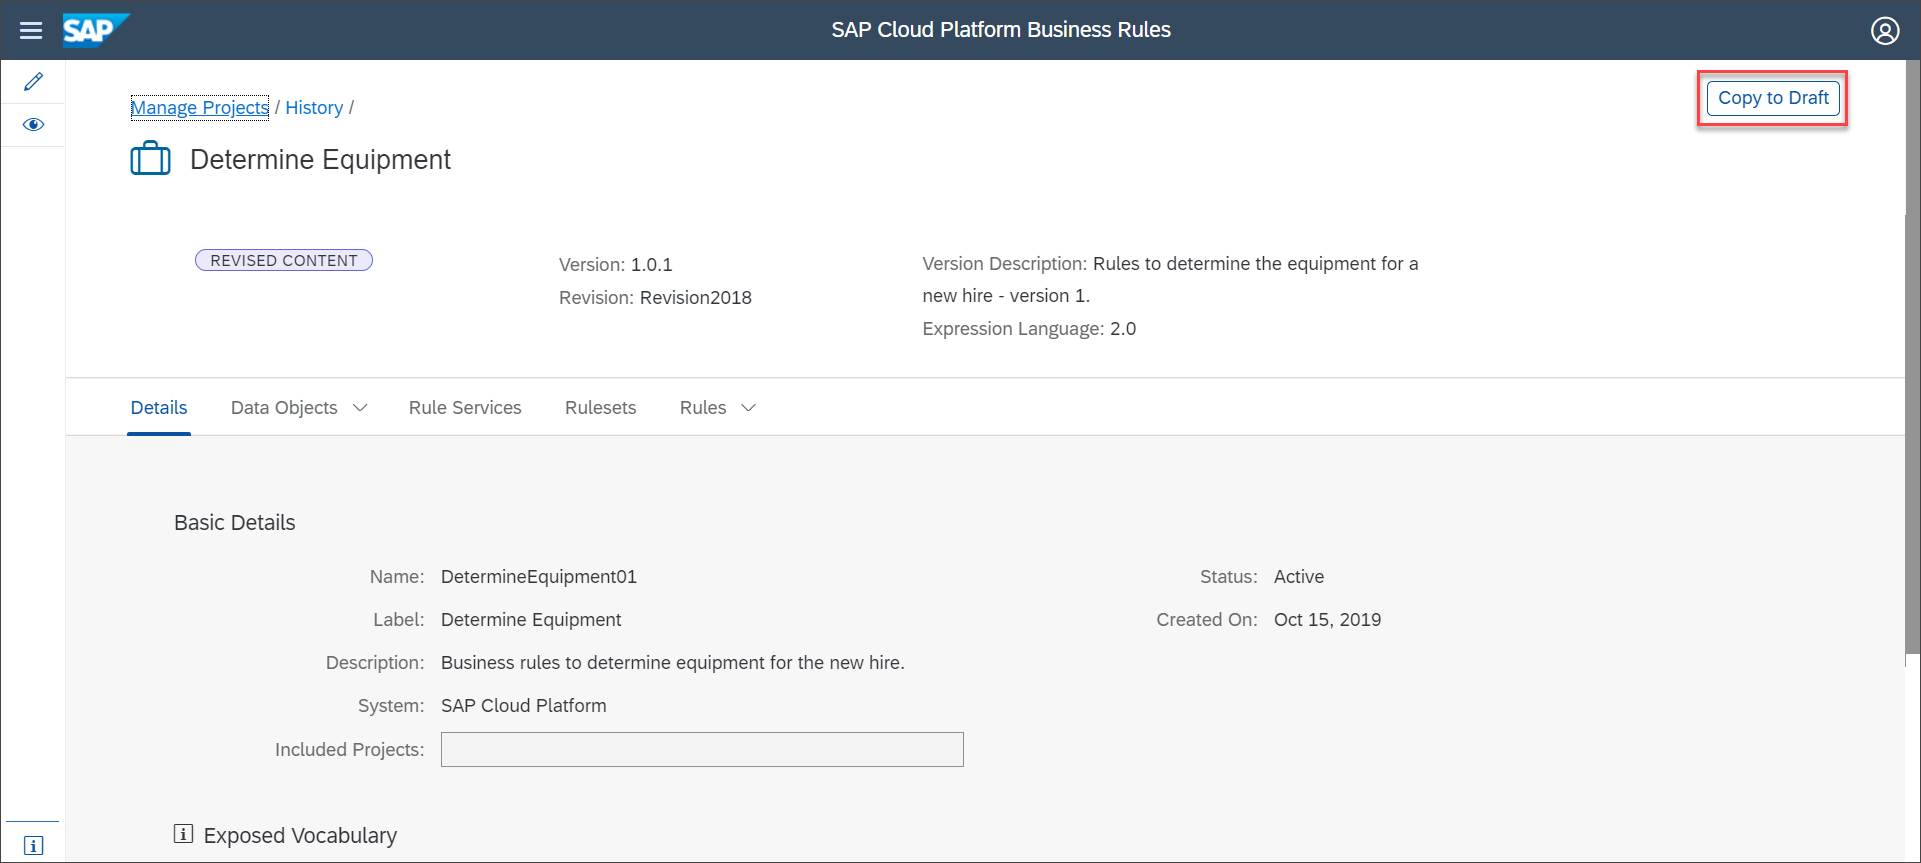 SAP
SAP Cloud Platform Business Rules
Manage Projects / History /
Copy to Draft
Determine Equipment
REVISED CONTENT
Version: 1.0.1
Revision: Revision2018
Version Description: Rules to determine the equipment for a
new hire - version 1.
Expression Language: 2.0
Details Data Objects Rule Services Rulesets Rules
Basic Details
Name: DetermineEquipment01
Status: Active
Label: Determine Equipment
Created On: Oct 15, 2019
Description: Business rules to determine equipment for the new hire.
System: SAP Cloud Platform
Included Projects:
Exposed Vocabulary